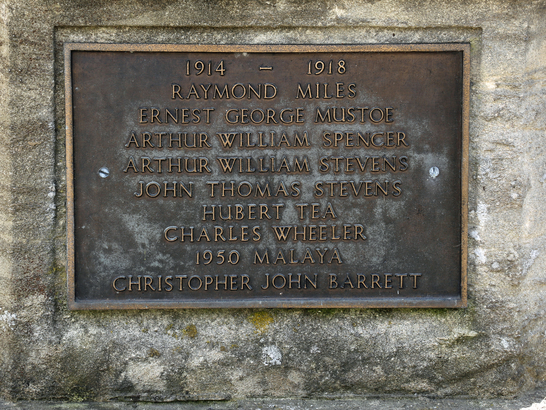 1914 – 1918
RAYMOND MILES
ERNEST GEORGE MUSTOE
ARTHUR WILLIAM SPENCER
ARTHUR WILLIAM STEVENS
JOHN THOMAS STEVENS
HUBERT TEA
CHARLES WHEELER
1950 MALAYA
CHRISTOPHER JOHN BARRETT